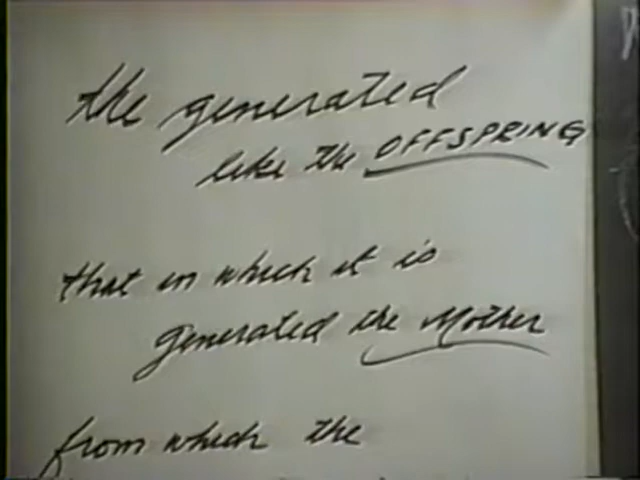 the generated
like the OFFSPRING
that in which it is
generated the Mother
from which the